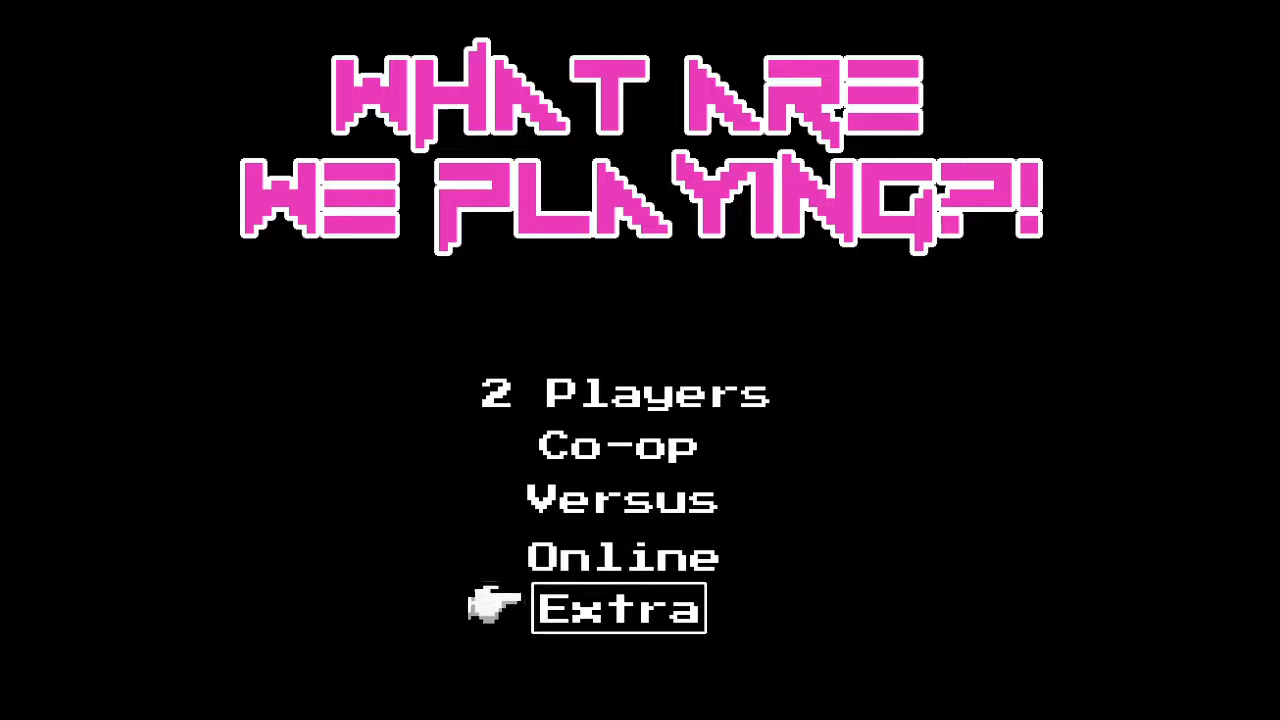 WHAT ARE
WE PLAYING?!
2 Players
Co-op
Versus
Online
Extra